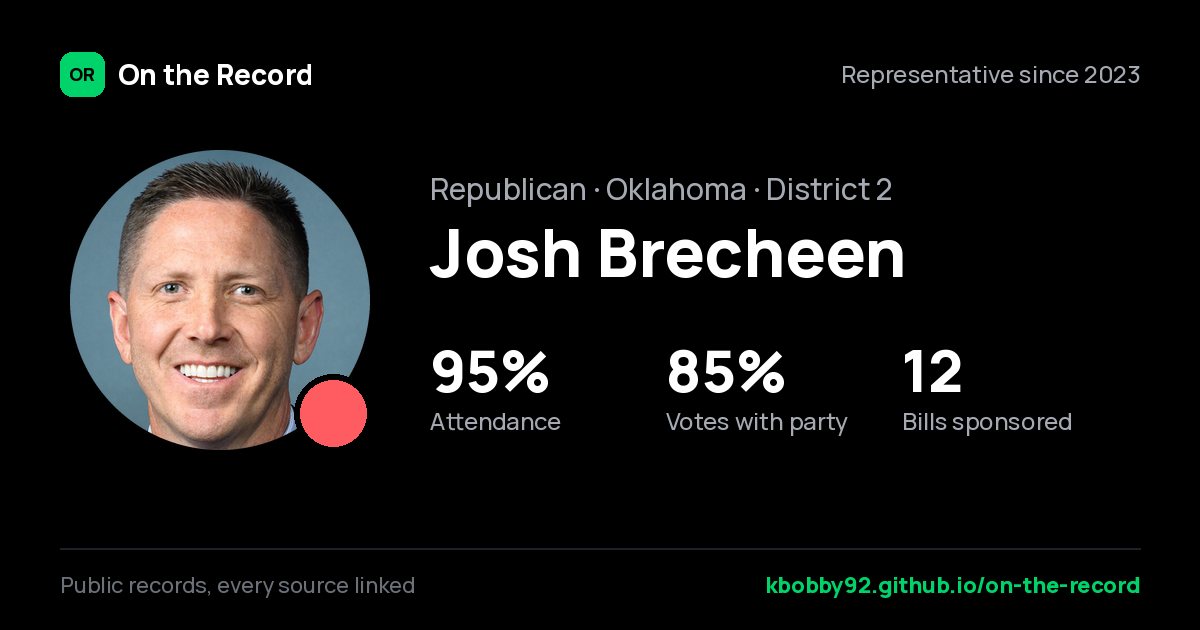 OR On the Record
Representative since 2023
Republican · Oklahoma · District 2
Josh Brecheen
95% 85% 12
Attendance Votes with party Bills sponsored
Public records, every source linked
kbobby92.github.io/on-the-record